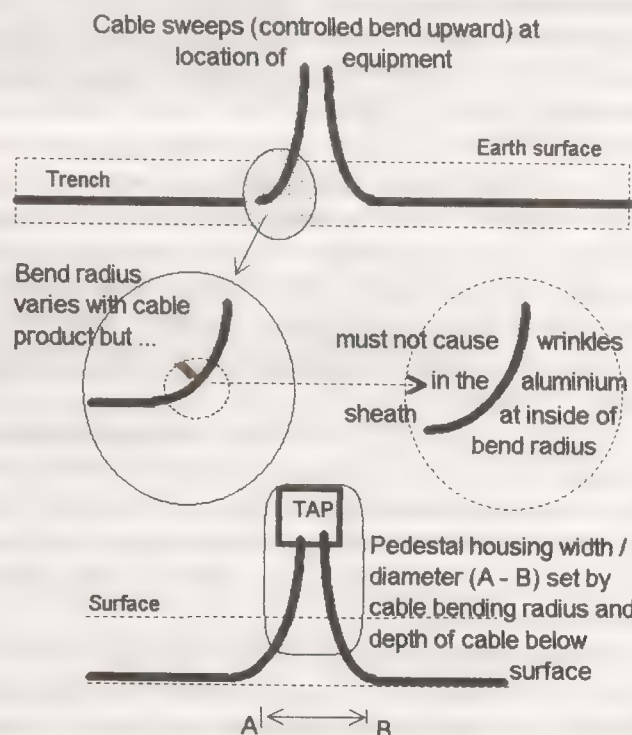 Cable sweeps (controlled bend upward) at
location of equipment
Earth surface
Trench
Bend radius
varies with cable
product but ...
must not cause wrinkles
in the aluminium
sheath at inside of
bend radius
TAP
Pedestal housing width /
diameter (A - B) set by
cable bending radius and
depth of cable below
surface
Surface
A B